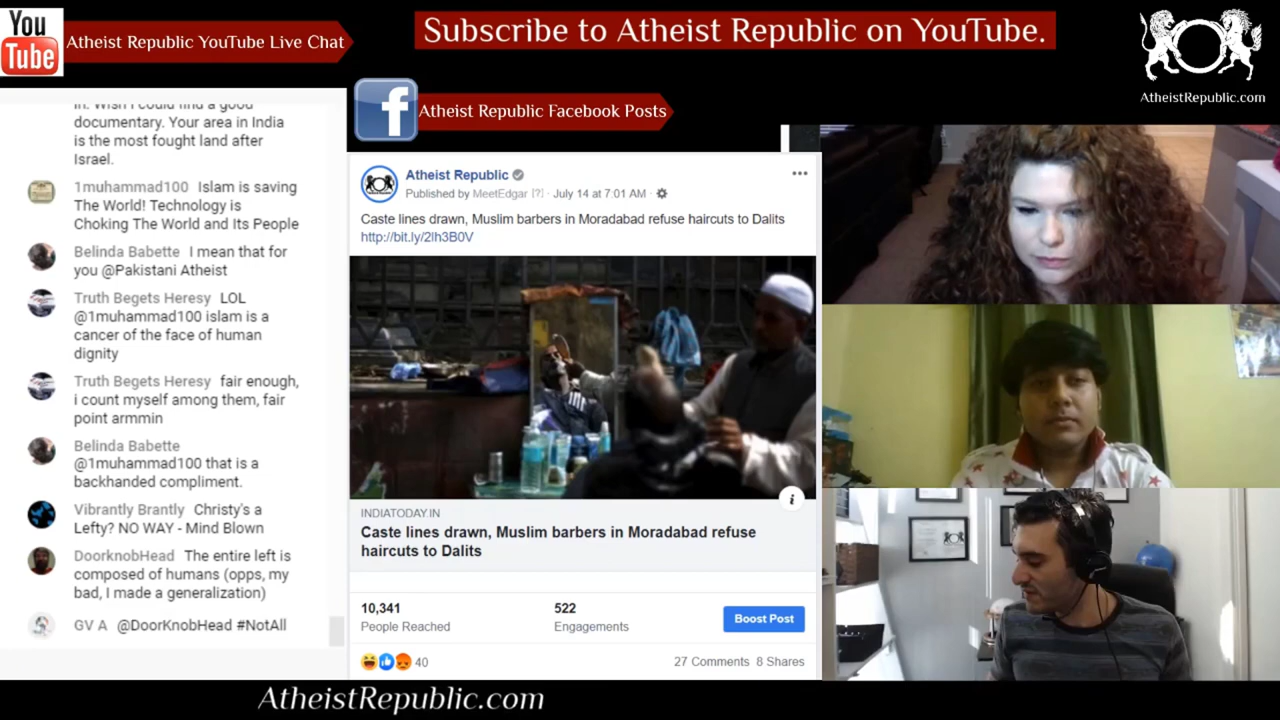 You
Tube
Atheist Republic YouTube Live Chat
Subscribe to Atheist Republic on YouTube.
AtheistRepublic.com
Atheist Republic Facebook Posts
in. Wish I could find a good
documentary. Your area in India
is the most fought land after
Israel.
1muhammad100 Islam is saving
The World! Technology is
Choking The World and Its People
Belinda Babette I mean that for
you @Pakistani Atheist
Truth Begets Heresy LOL
@1muhammad100 islam is a
cancer of the face of human
dignity
Truth Begets Heresy fair enough,
i count myself among them, fair
point armmin
Belinda Babette
@1muhammad100 that is a
backhanded compliment.
Vibrantly Brantly Christy's a
Lefty? NO WAY - Mind Blown
DoorknobHead The entire left is
composed of humans (opps, my
bad, I made a generalization)
GV A @DoorKnobHead #NotAll
Atheist Republic
Published by MeetEdgar [?] · July 14 at 7:01 AM ·
Caste lines drawn, Muslim barbers in Moradabad refuse haircuts to Dalits
http://bit.ly/2lh3B0V
INDIATODAY.IN
Caste lines drawn, Muslim barbers in Moradabad refuse
haircuts to Dalits
10,341
People Reached
522
Engagements
Boost Post
40
27 Comments 8 Shares
AtheistRepublic.com